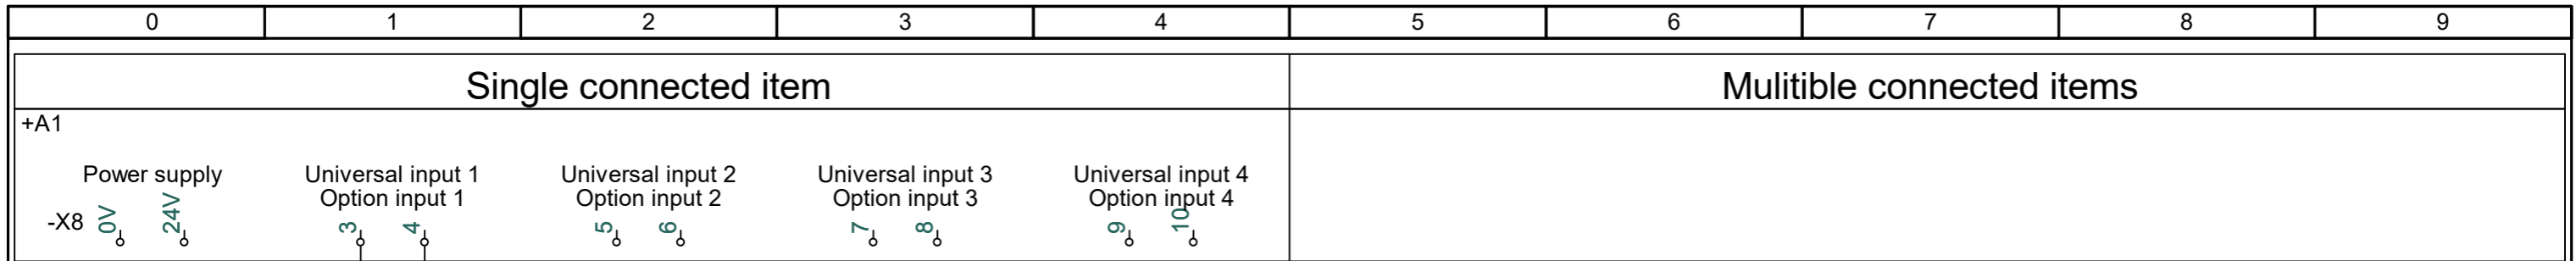 0 1 2 3 4 5 6 7 8 9
Single connected item Mulitible connected items
+A1
Power supply Universal input 1 Universal input 2 Universal input 3 Universal input 4
Option input 1 Option input 2 Option input 3 Option input 4
-X8 0V 24V 3 4 5 6 7 8 9 10